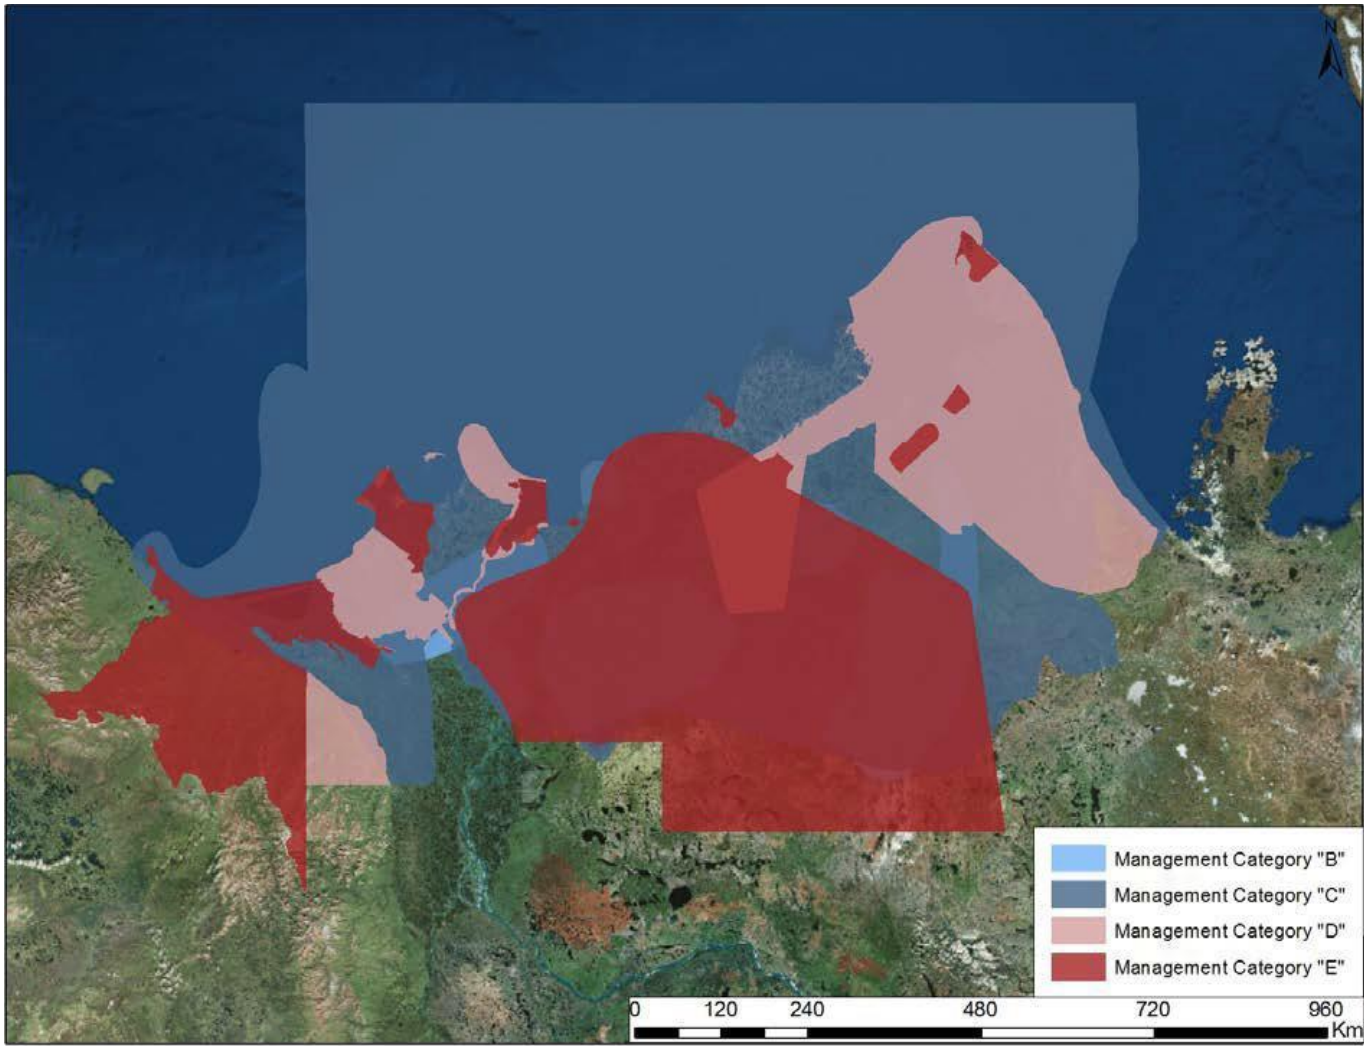 N
Management Category "B"
Management Category "C"
Management Category "D"
Management Category "E"
0 120 240 480 720 960
Km